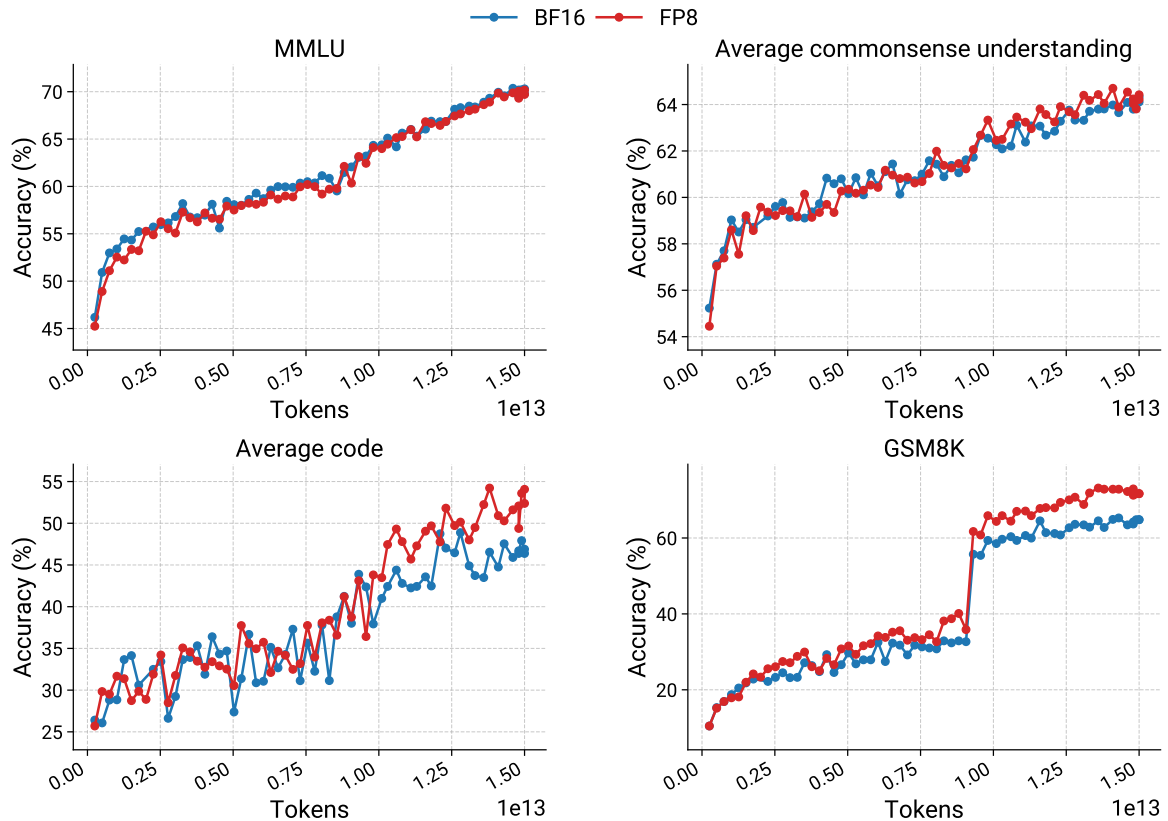 BF16 FP8
MMLU
Accuracy (%)
70
65
60
55
50
45
0.00 0.25 0.50 0.75 1.00 1.25 1.50
Tokens 1e13
Average commonsense understanding
Accuracy (%)
64
62
60
58
56
54
0.00 0.25 0.50 0.75 1.00 1.25 1.50
Tokens 1e13
Average code
Accuracy (%)
55
50
45
40
35
30
25
0.00 0.25 0.50 0.75 1.00 1.25 1.50
Tokens 1e13
GSM8K
Accuracy (%)
60
40
20
0.00 0.25 0.50 0.75 1.00 1.25 1.50
Tokens 1e13